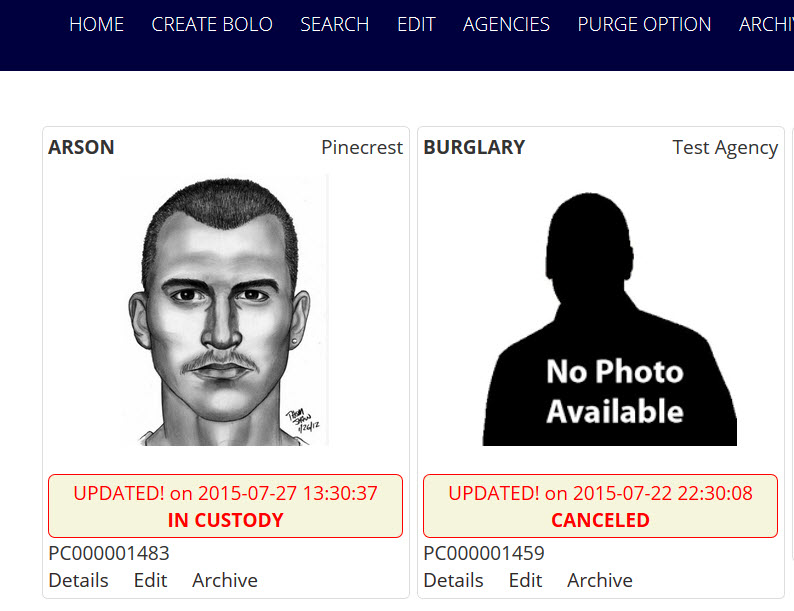 HOME CREATE BOLO SEARCH EDIT AGENCIES PURGE OPTION ARCHI
ARSON Pinecrest
BURGLARY Test Agency
No Photo
Available
UPDATED! on 2015-07-27 13:30:37
IN CUSTODY
UPDATED! on 2015-07-22 22:30:08
CANCELED
PC000001483
Details Edit Archive
PC000001459
Details Edit Archive